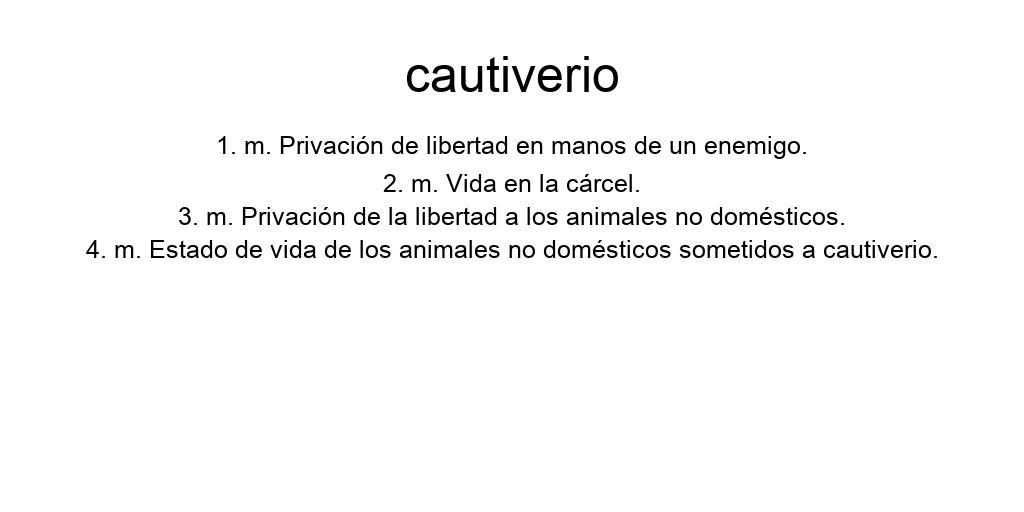 cautiverio
1. m. Privación de libertad en manos de un enemigo.
2. m. Vida en la cárcel.
3. m. Privación de la libertad a los animales no domésticos.
4. m. Estado de vida de los animales no domésticos sometidos a cautiverio.